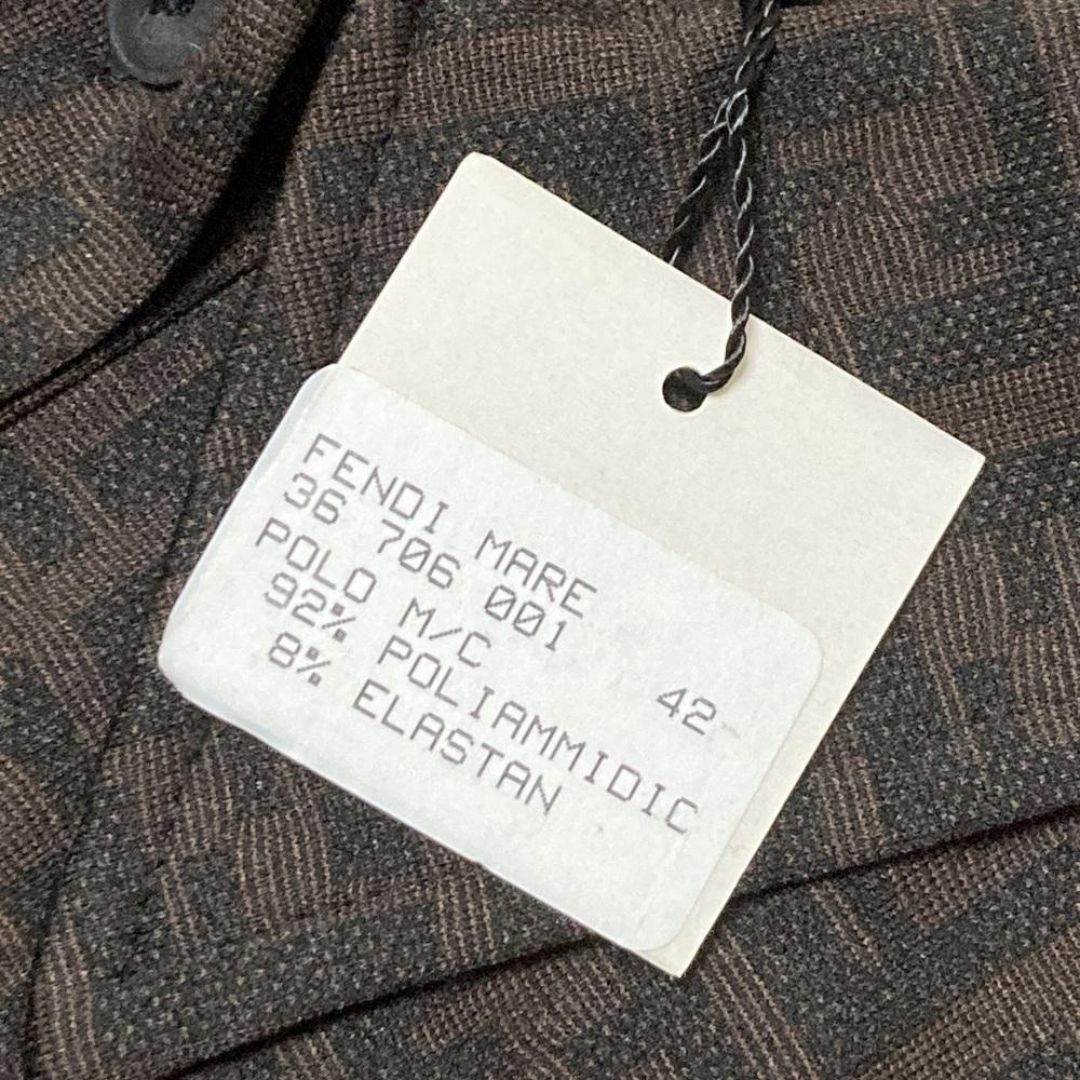 FENDI MARE
36 706 001
POLO M/C 42
92% POLIAMMIDIC
8% ELASTAN